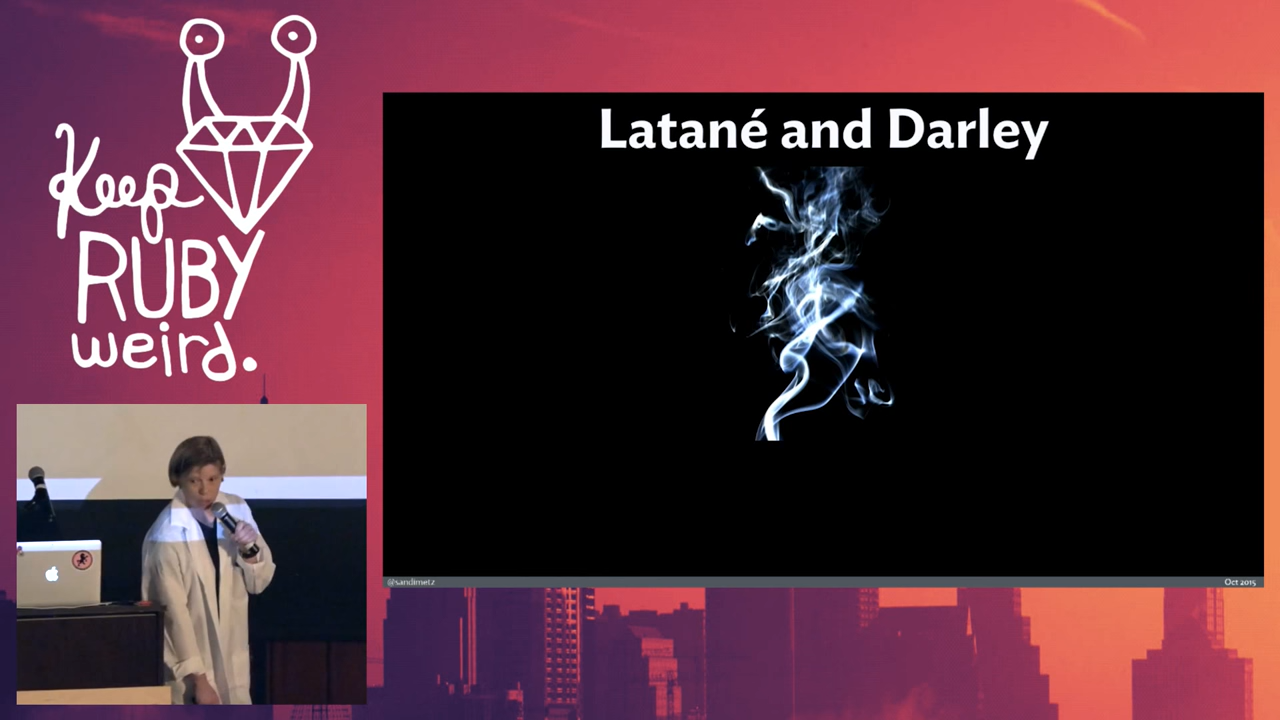 Keep
RUBY
weird.
Latané and Darley
@sandimetz
Oct 2015